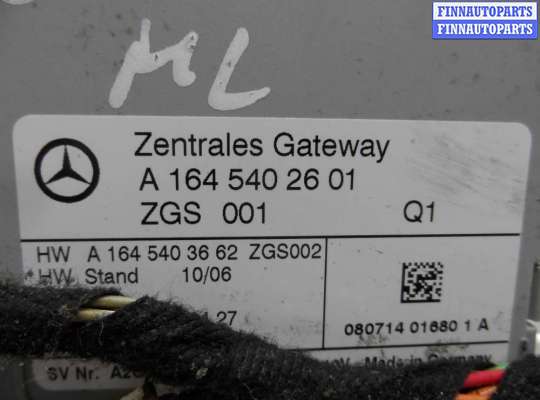 FINNAUTOPARTS
FINNAUTOPARTS
ML
Zentrales Gateway
A 164 540 26 01
ZGS 001 Q1
HW A 164 540 36 62 ZGS002
HW Stand 10/06
27
080714 01680 1 A
Made in Germany
SV Nr.